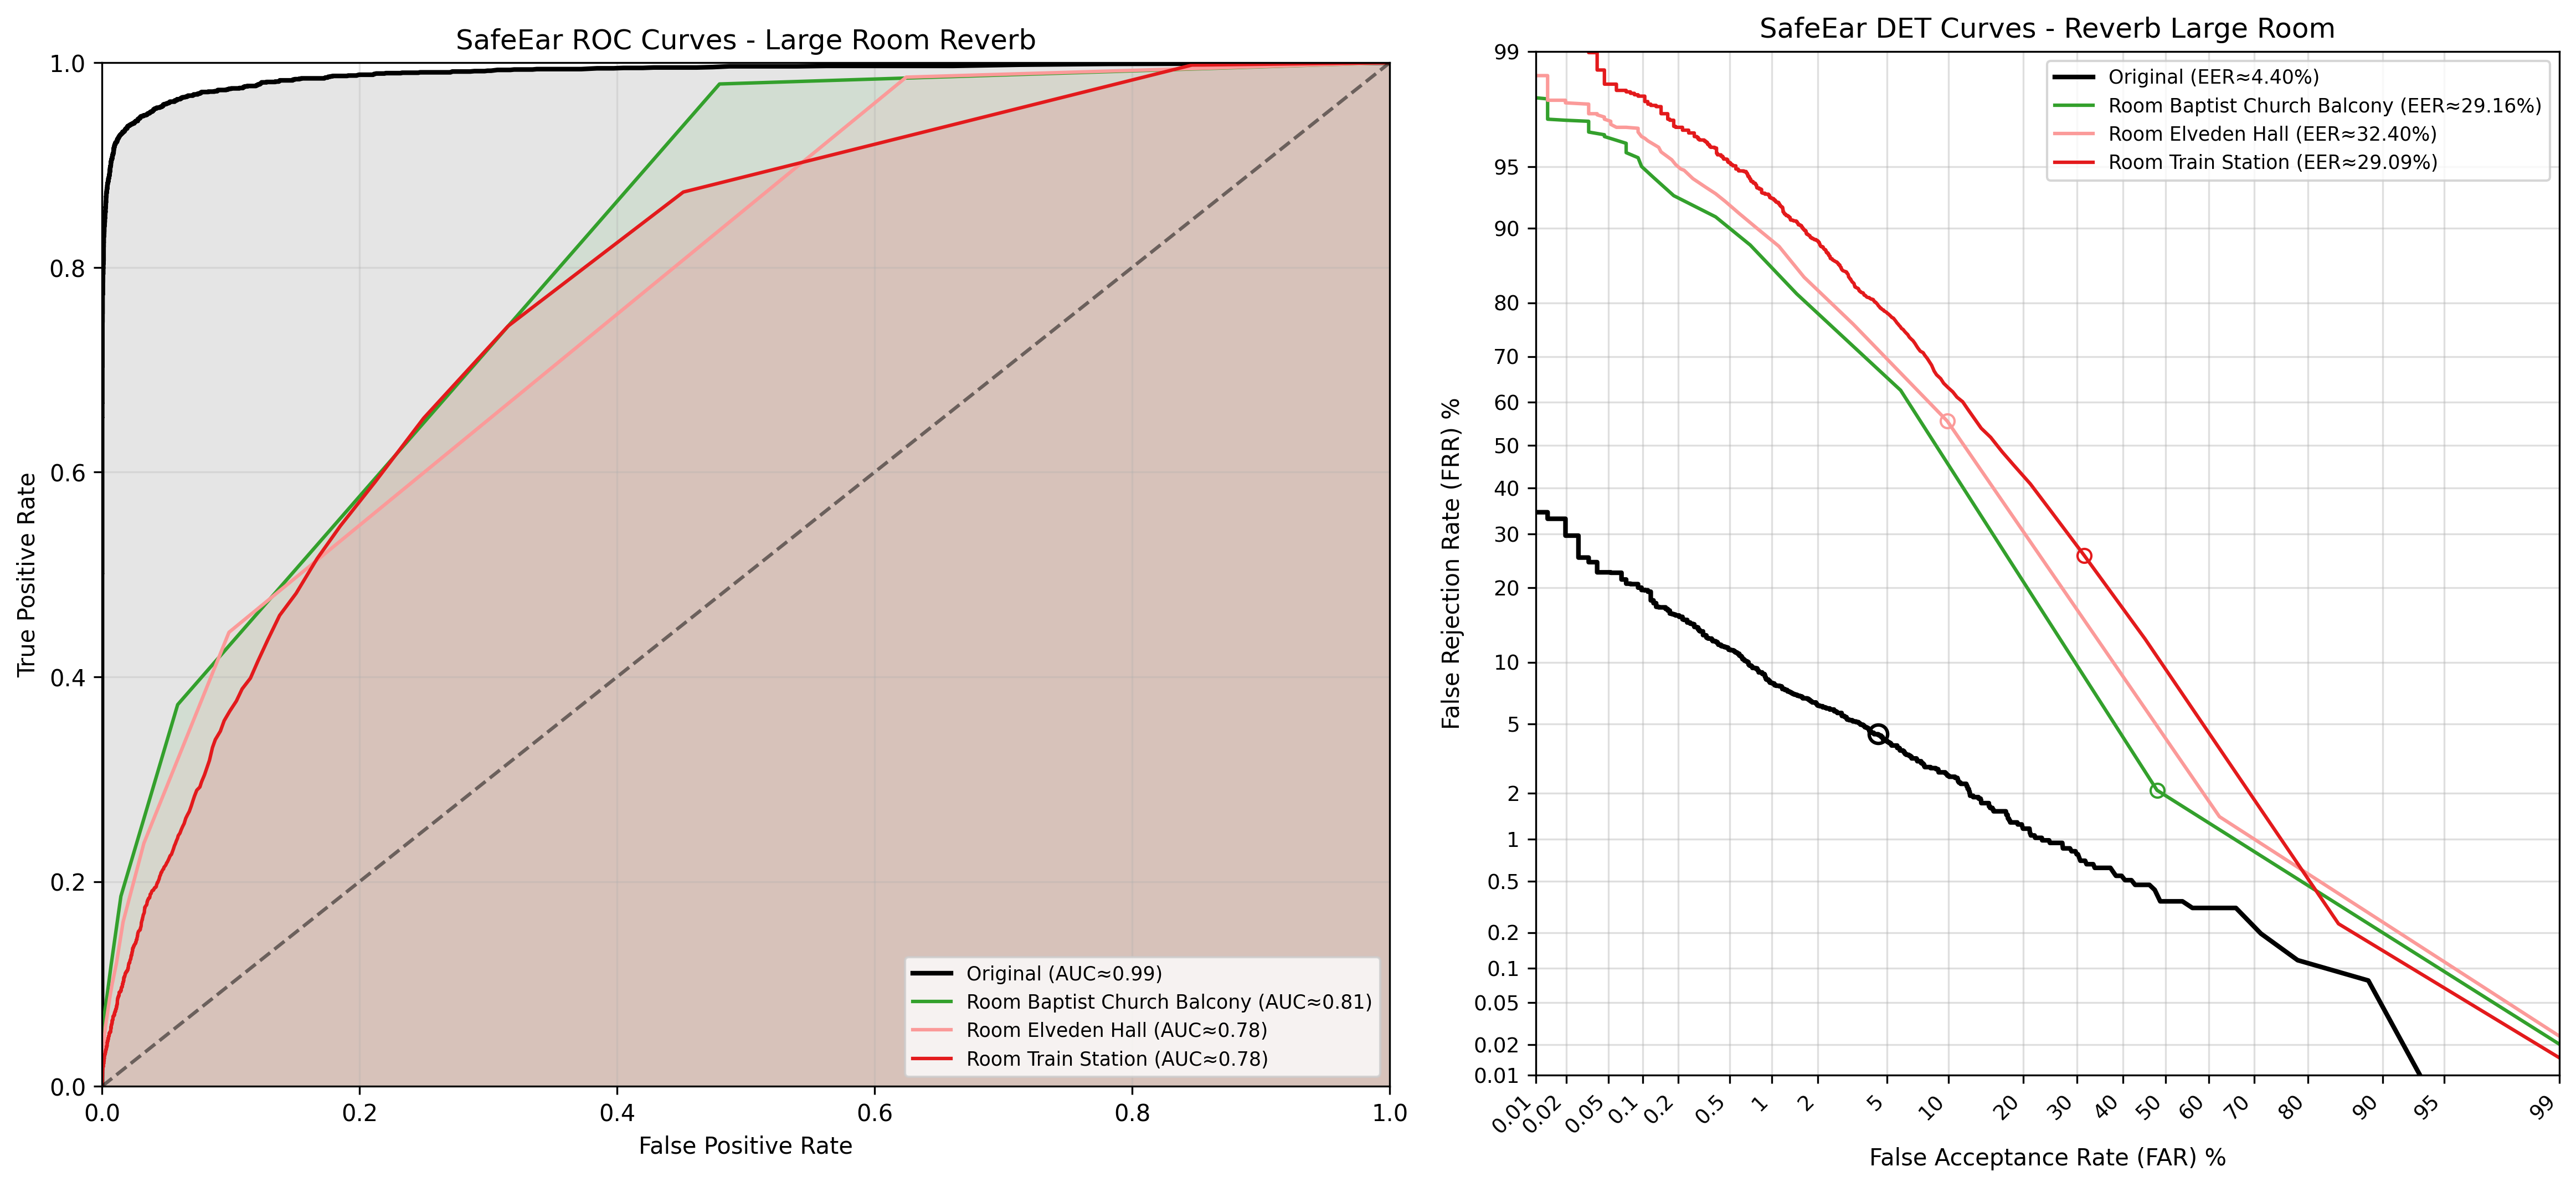 SafeEar ROC Curves - Large Room Reverb
1.0
0.8
0.6
0.4
0.2
0.0
True Positive Rate
Original (AUC≈0.99)
Room Baptist Church Balcony (AUC≈0.81)
Room Elveden Hall (AUC≈0.78)
Room Train Station (AUC≈0.78)
0.0 0.2 0.4 0.6 0.8 1.0
False Positive Rate
SafeEar DET Curves - Reverb Large Room
Original (EER≈4.40%)
Room Baptist Church Balcony (EER≈29.16%)
Room Elveden Hall (EER≈32.40%)
Room Train Station (EER≈29.09%)
99
95
90
80
70
60
50
40
30
20
10
5
2
1
0.5
0.2
0.1
0.05
0.02
0.01
False Rejection Rate (FRR) %
0.01 0.02 0.05 0.1 0.2 0.5 1 2 5 10 20 30 40 50 60 70 80 90 95 99
False Acceptance Rate (FAR) %